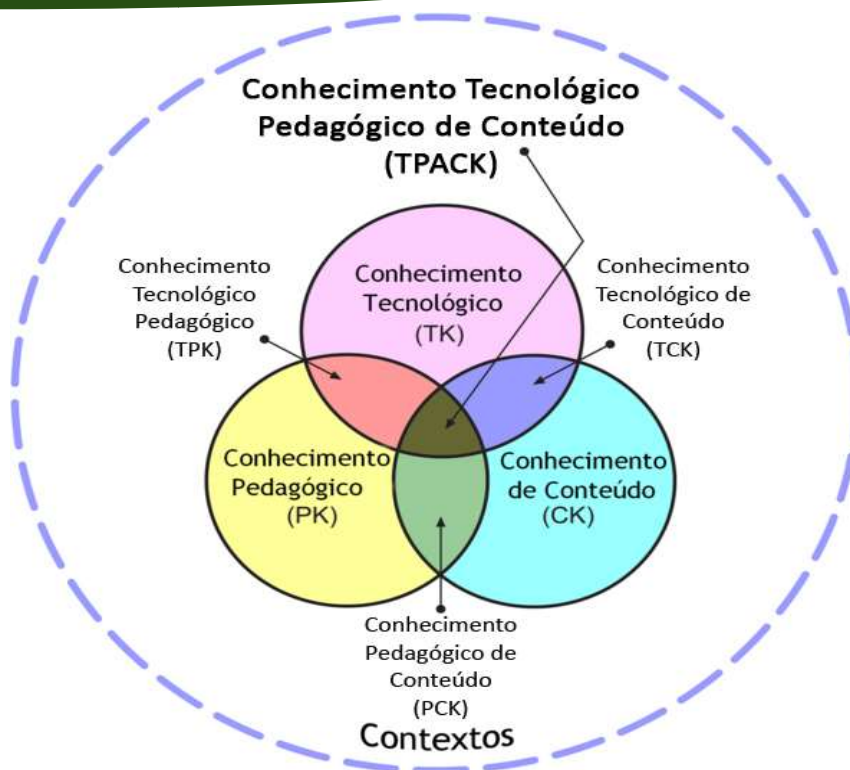 Conhecimento Tecnológico
Pedagógico de Conteúdo
(TPACK)
Conhecimento
Tecnológico
Pedagógico
(TPK)
Conhecimento
Tecnológico
(TK)
Conhecimento
Tecnológico de
Conteúdo
(TCK)
Conhecimento
Pedagógico
(PK)
Conhecimento
de Conteúdo
(CK)
Conhecimento
Pedagógico de
Conteúdo
(PCK)
Contextos